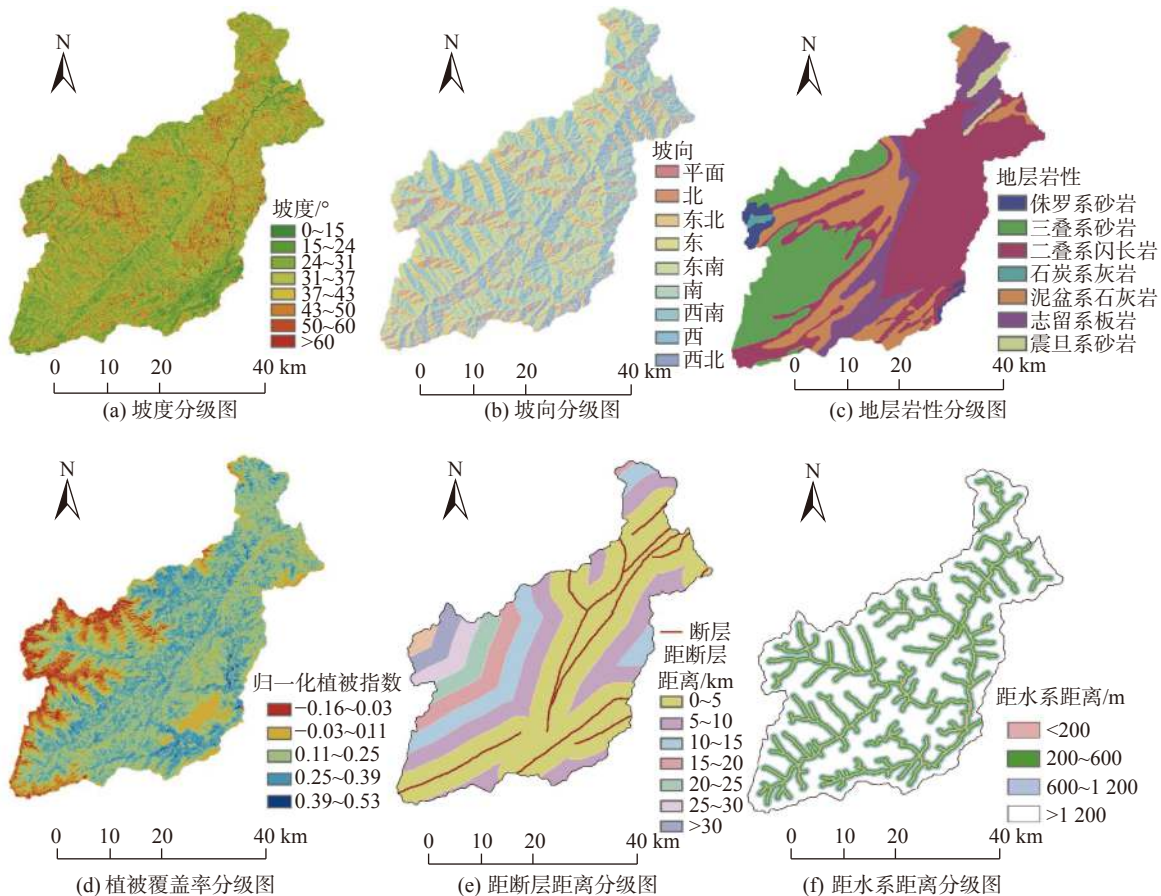 N
坡度/°
0~15
15~24
24~31
31~37
37~43
43~50
50~60
>60
0 10 20 40 km
(a) 坡度分级图
N
坡向
平面
北
东北
东
东南
南
西南
西
西北
0 10 20 40 km
(b) 坡向分级图
N
地层岩性
侏罗系砂岩
三叠系砂岩
二叠系闪长岩
石炭系灰岩
泥盆系石灰岩
志留系板岩
震旦系砂岩
0 10 20 40 km
(c) 地层岩性分级图
N
归一化植被指数
−0.16~0.03
−0.03~0.11
0.11~0.25
0.25~0.39
0.39~0.53
0 10 20 40 km
(d) 植被覆盖率分级图
N
断层
距断层
距离/km
0~5
5~10
10~15
15~20
20~25
25~30
>30
0 10 20 40 km
(e) 距断层距离分级图
N
距水系距离/m
<200
200~600
600~1 200
>1 200
0 10 20 40 km
(f) 距水系距离分级图